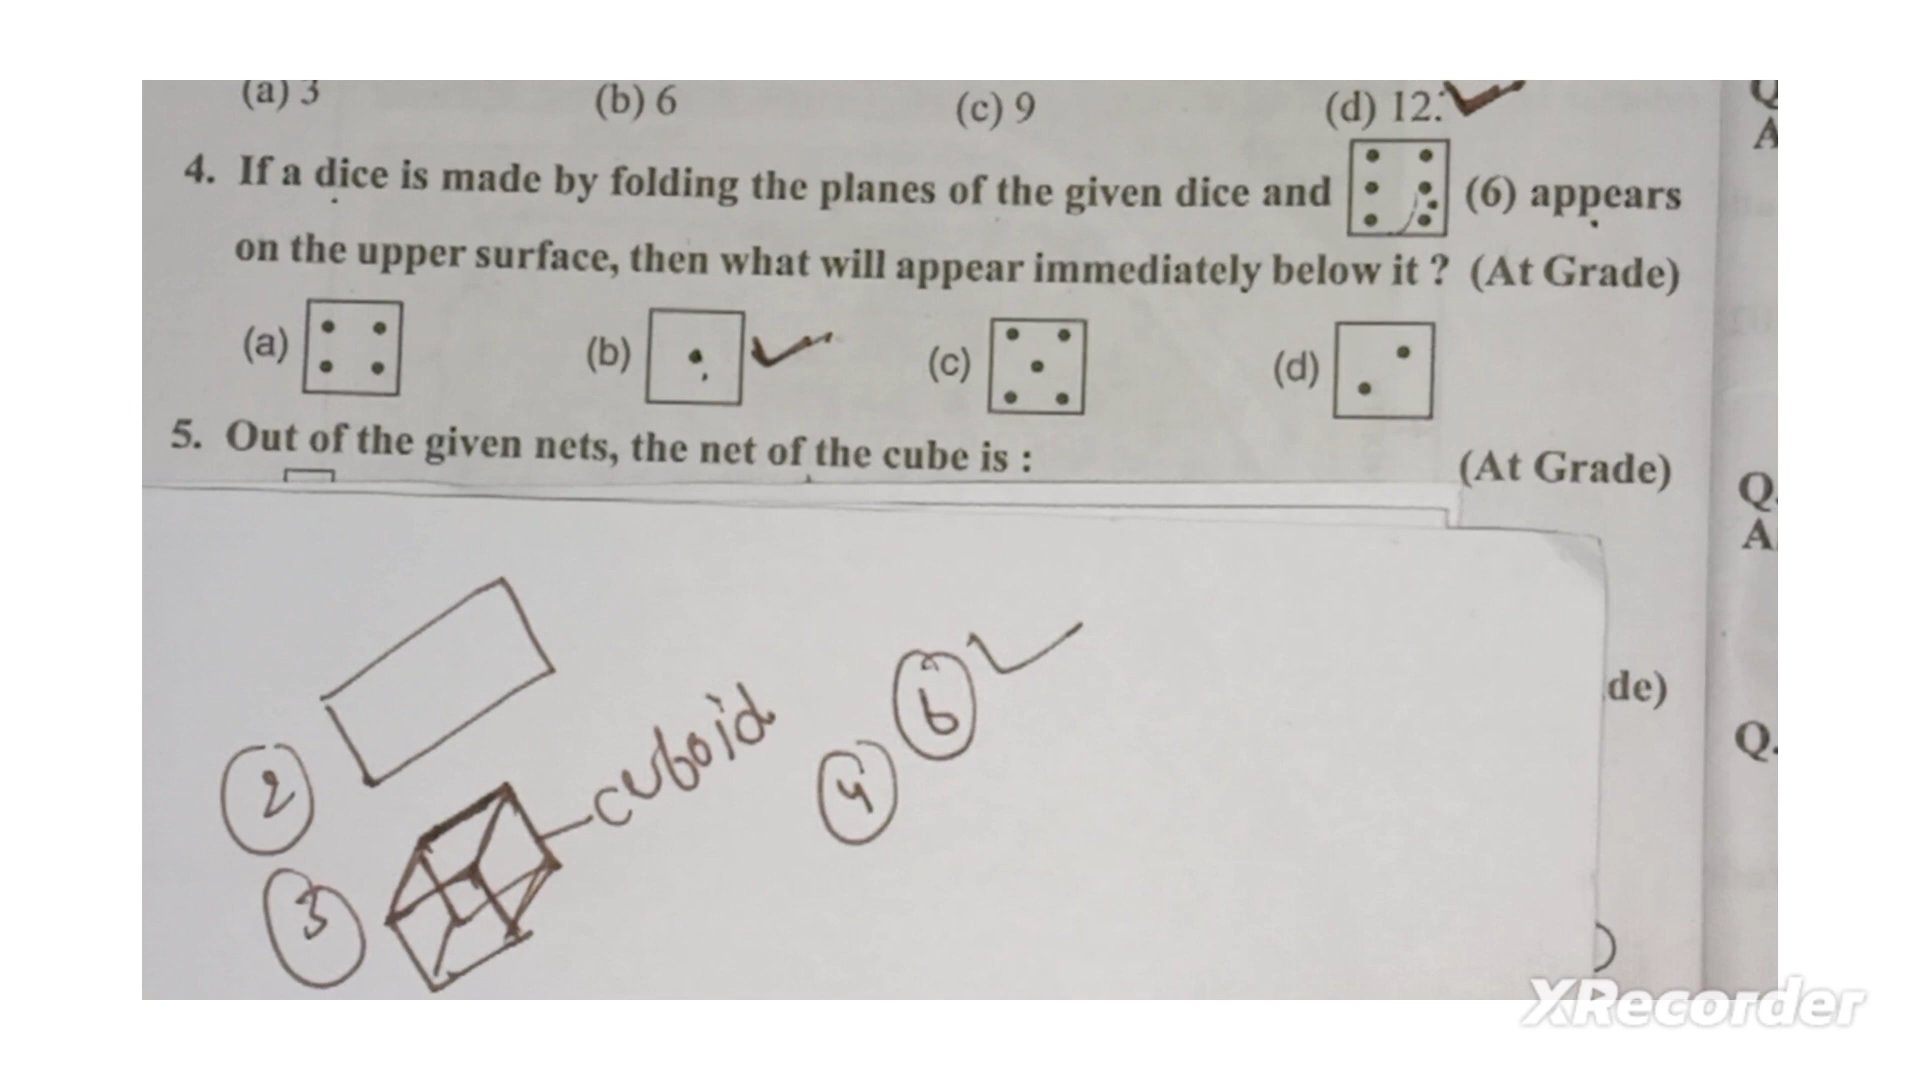 (a) 3 (b) 6 (c) 9 (d) 12.
4. If a dice is made by folding the planes of the given dice and (6) appears
on the upper surface, then what will appear immediately below it ? (At Grade)
(a) (b) (c) (d)
5. Out of the given nets, the net of the cube is : (At Grade)
Q.
A
de)
Q.
2
3
cuboid
4
6
XRecorder